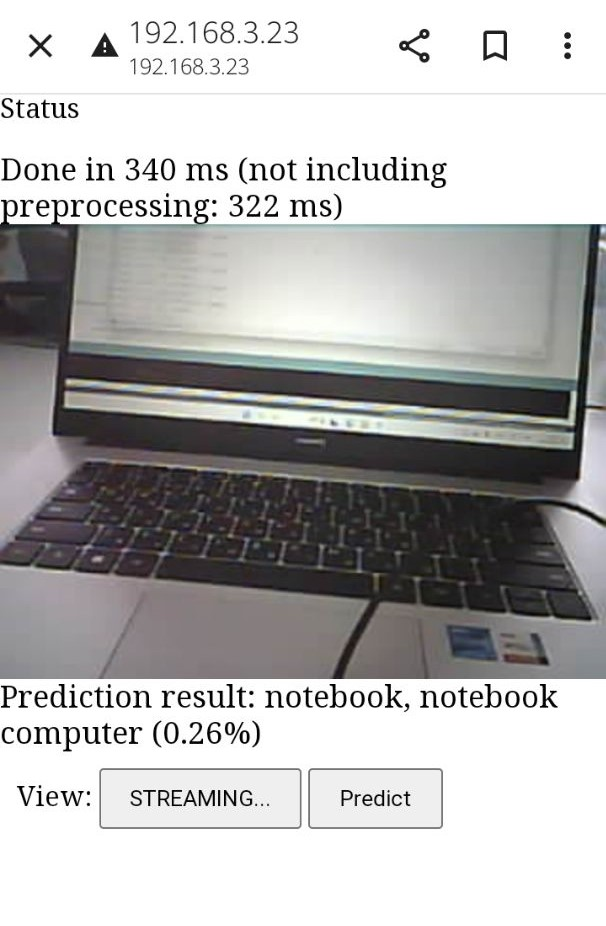 192.168.3.23
192.168.3.23
Status
Done in 340 ms (not including
preprocessing: 322 ms)
Prediction result: notebook, notebook
computer (0.26%)
View: STREAMING... Predict